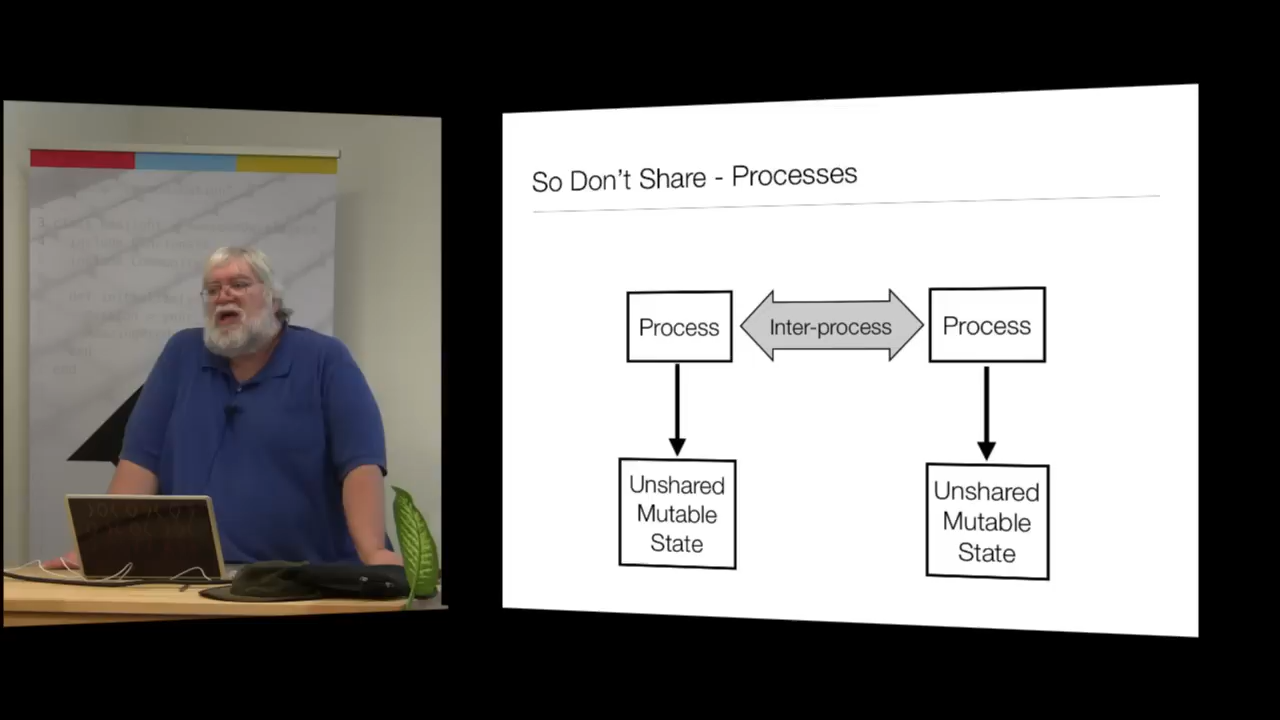 So Don't Share - Processes
Process
Inter-process
Process
Unshared
Mutable
State
Unshared
Mutable
State